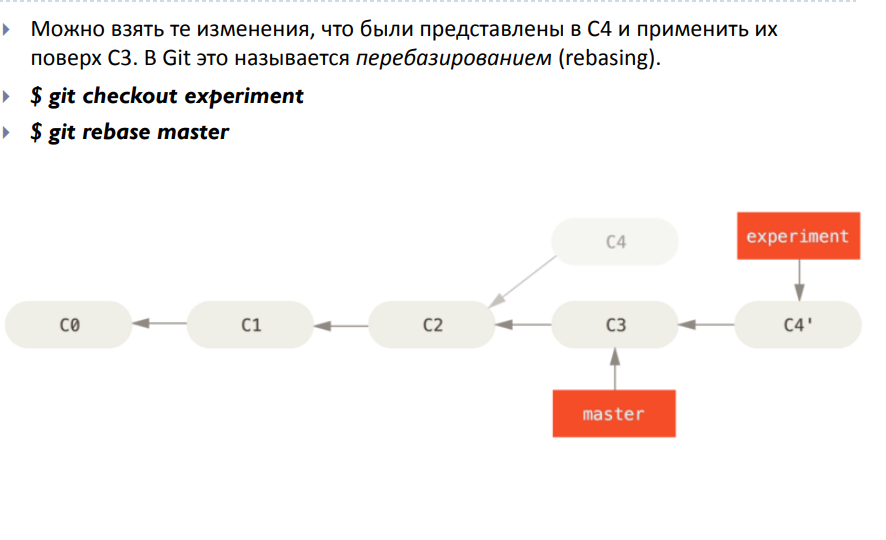 Можно взять те изменения, что были представлены в C4 и применить их
поверх C3. В Git это называется перебазированием (rebasing).
$ git checkout experiment
$ git rebase master
C4
experiment
C0
C1
C2
C3
C4'
master